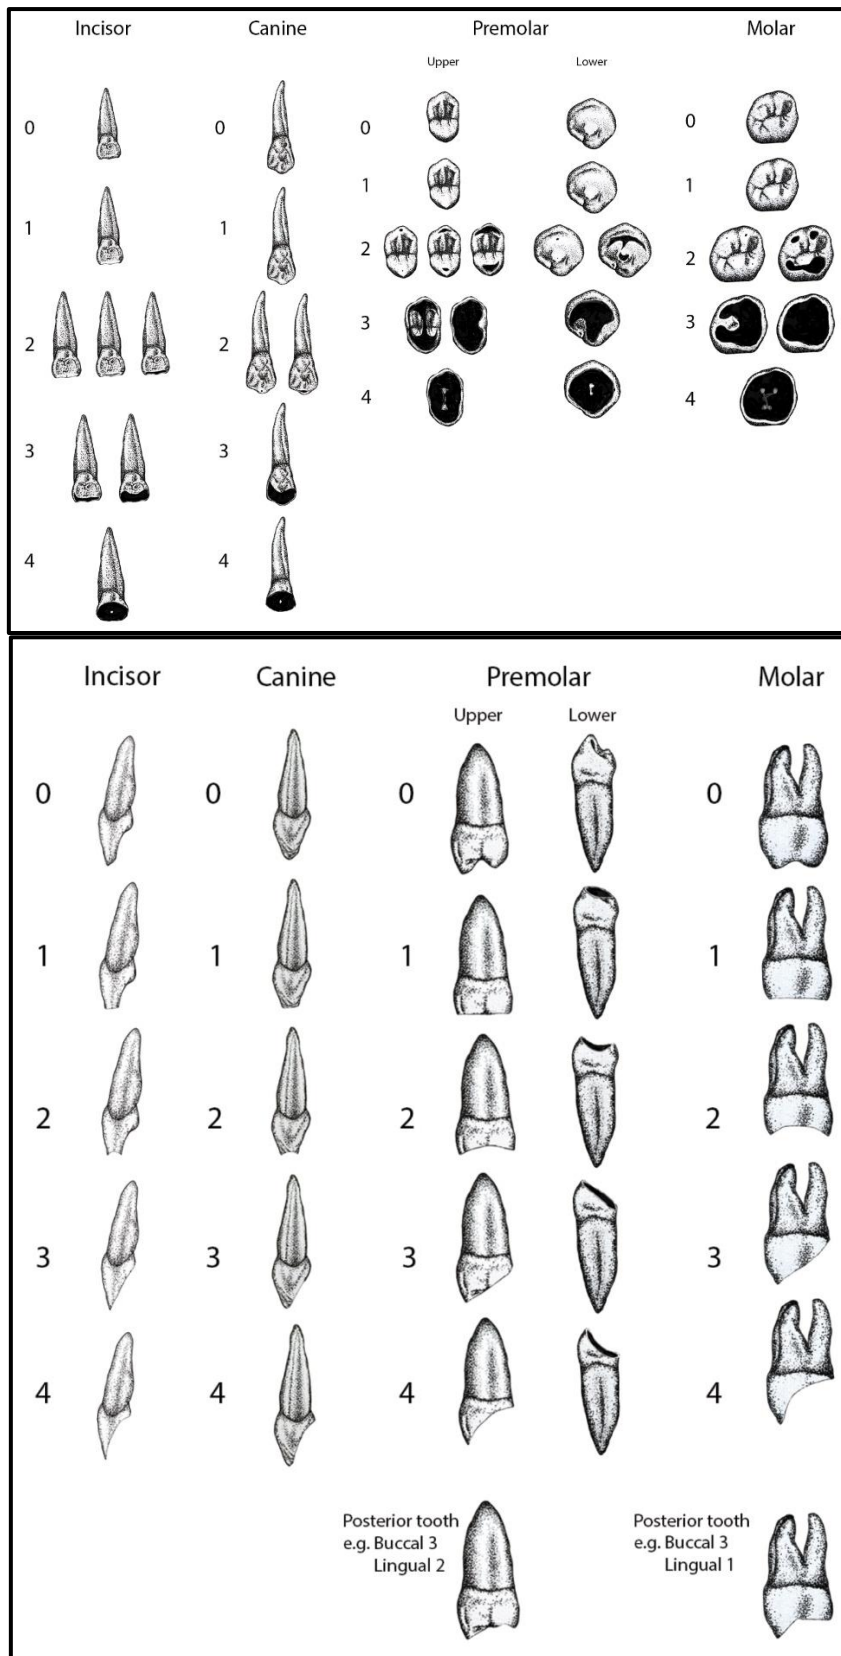 Incisor Canine Premolar Molar
Upper Lower
0 0 0 0
1 1 1 1
2 2 2 2
3 3 3 3
4 4
4 4
Incisor Canine Premolar Molar
Upper Lower
0 0 0 0
1 1 1 1
2 2 2 2
3 3 3 3
4 4 4 4
Posterior tooth Posterior tooth
e.g. Buccal 3 e.g. Buccal 3
Lingual 2 Lingual 1